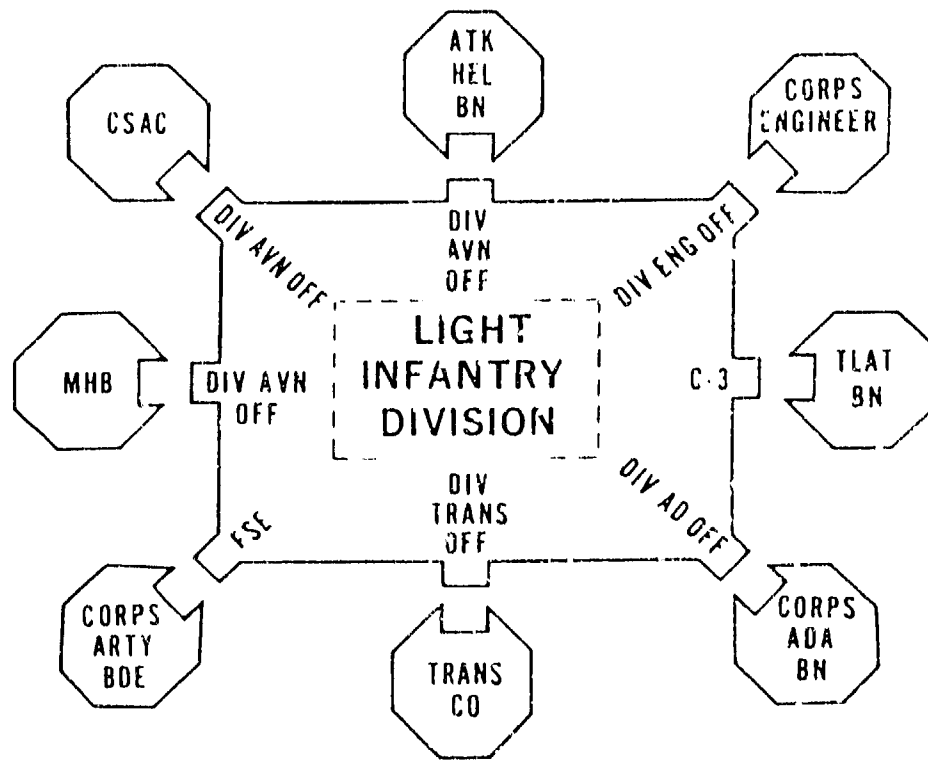 ATK
HEL
BN
CSAC
CORPS
ENGINEER
DIV AVN OFF
DIV
AVN
OFF
DIV ENG OFF
LIGHT
INFANTRY
DIVISION
MHB
DIV AVN
OFF
C-3
TLAT
BN
FSE
DIV
TRANS
OFF
DIV AD OFF
CORPS
ARTY
BDE
TRANS
CO
CORPS
ADA
BN